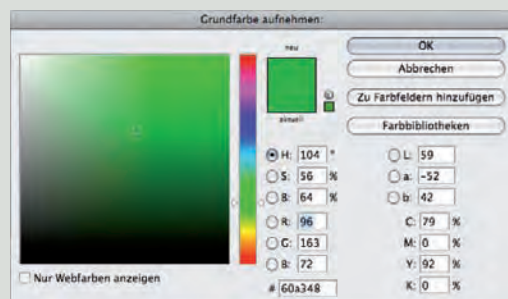 Grundfarbe aufnehmen:
neu
aktuell
OK
Abbrechen
Zu Farbfeldern hinzufügen
Farbbibliotheken
H: 104 °
S: 56 %
B: 64 %
R: 96
G: 163
B: 72
# 60a348
L: 59
a: -52
b: 42
C: 79 %
M: 0 %
Y: 92 %
K: 0 %
Nur Webfarben anzeigen